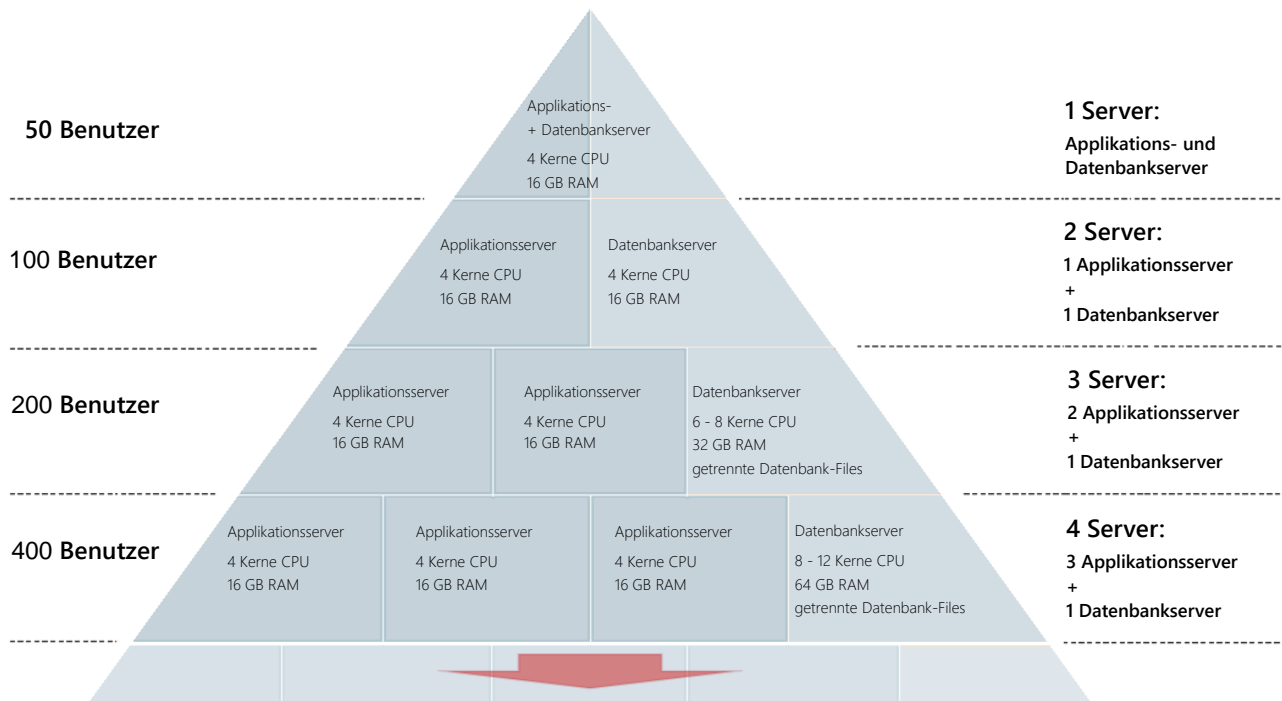 50 Benutzer
Applikations-
+ Datenbankserver
4 Kerne CPU
16 GB RAM
1 Server:
Applikations- und
Datenbankserver
100 Benutzer
Applikationsserver
4 Kerne CPU
16 GB RAM
Datenbankserver
4 Kerne CPU
16 GB RAM
2 Server:
1 Applikationsserver
+
1 Datenbankserver
200 Benutzer
Applikationsserver
4 Kerne CPU
16 GB RAM
Applikationsserver
4 Kerne CPU
16 GB RAM
Datenbankserver
6 - 8 Kerne CPU
32 GB RAM
getrennte Datenbank-Files
3 Server:
2 Applikationsserver
+
1 Datenbankserver
400 Benutzer
Applikationsserver
4 Kerne CPU
16 GB RAM
Applikationsserver
4 Kerne CPU
16 GB RAM
Applikationsserver
4 Kerne CPU
16 GB RAM
Datenbankserver
8 - 12 Kerne CPU
64 GB RAM
getrennte Datenbank-Files
4 Server:
3 Applikationsserver
+
1 Datenbankserver